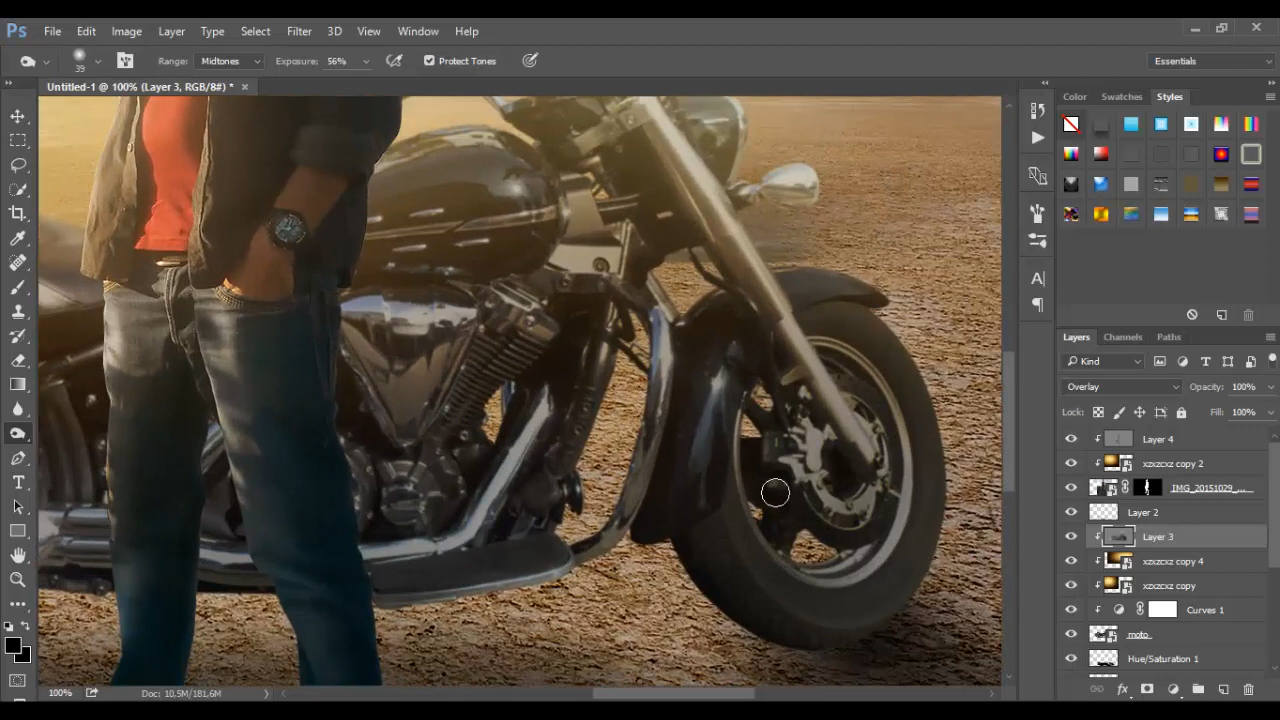 Ps File Edit Image Layer Type Select Filter 3D View Window Help
39 Range: Midtones Exposure: 56% Protect Tones Essentials
Untitled-1 @ 100% (Layer 3, RGB/8#) * ×
Color Swatches Styles
Layers Channels Paths
Kind
Overlay Opacity: 100%
Lock: Fill: 100%
Layer 4
xzxzcxz copy 2
IMG_20151029_...
Layer 2
Layer 3
xzxzcxz copy 4
xzxzcxz copy
Curves 1
moto
Hue/Saturation 1
100% Doc: 10,5M/181,6M